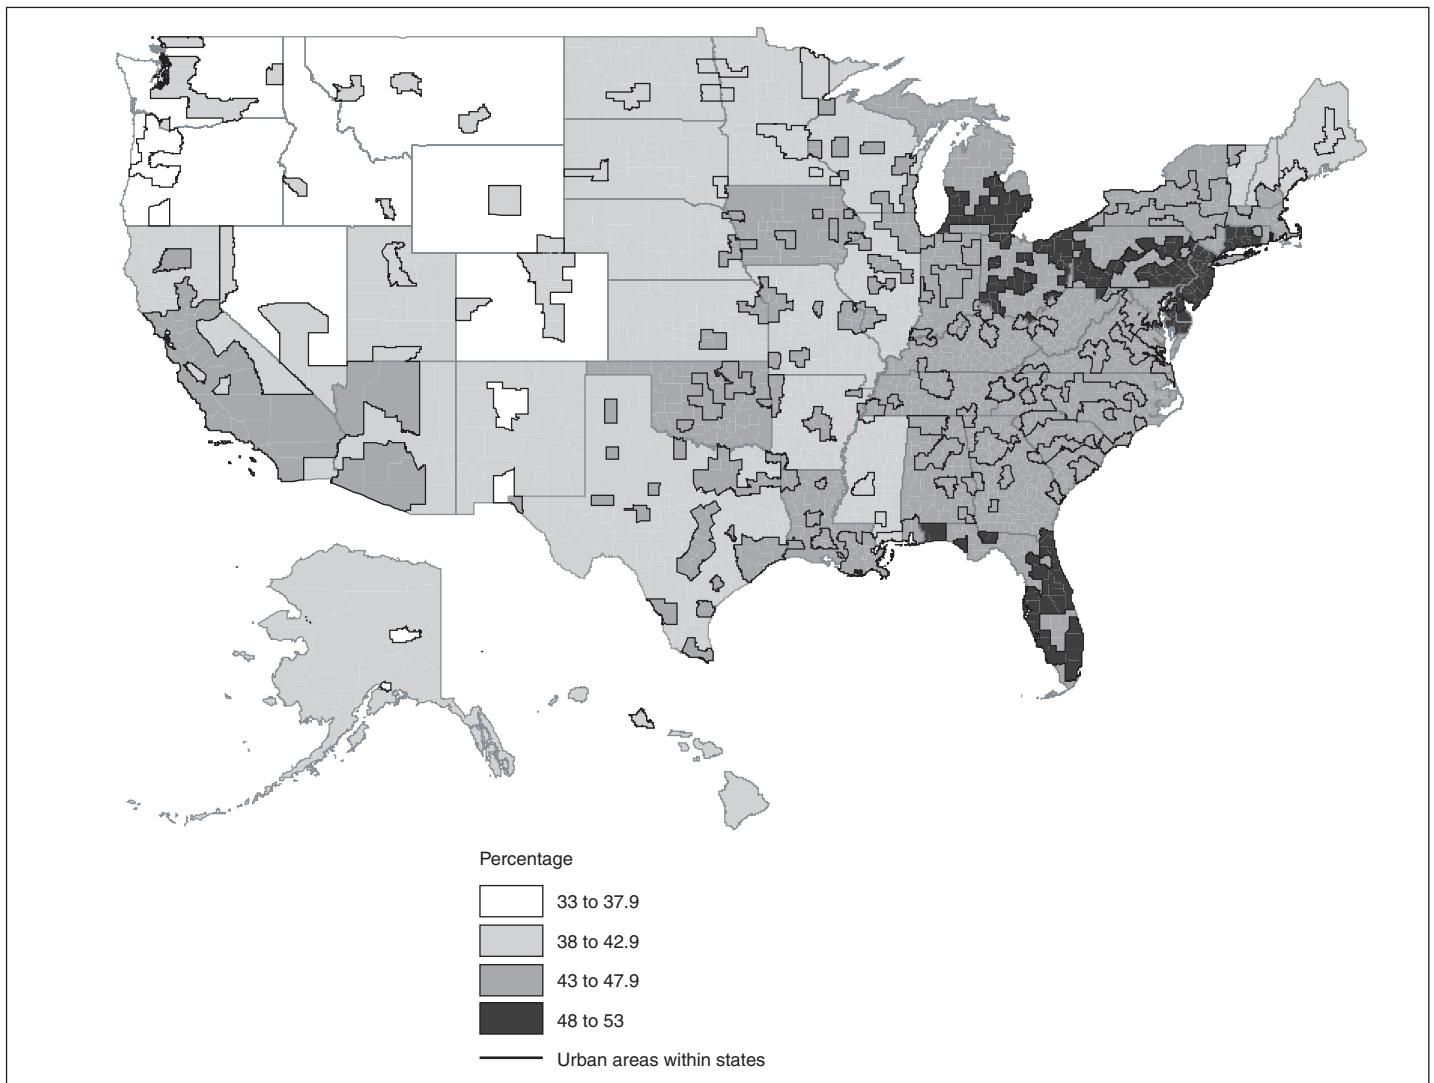 Percentage
33 to 37.9
38 to 42.9
43 to 47.9
48 to 53
Urban areas within states